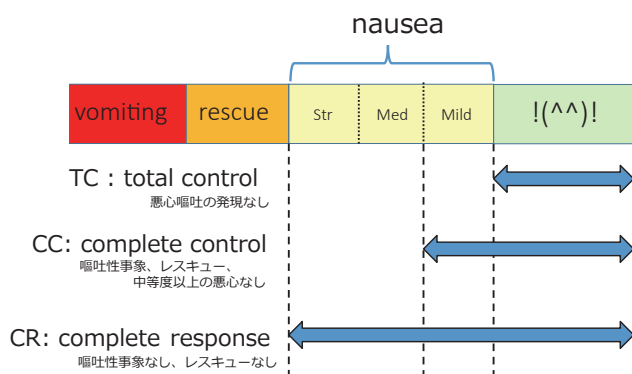 nausea
vomiting rescue Str Med Mild !(^^)!
TC : total control
悪心嘔吐の発現なし
CC: complete control
嘔吐性事象、レスキュー、
中等度以上の悪心なし
CR: complete response
嘔吐性事象なし、レスキューなし